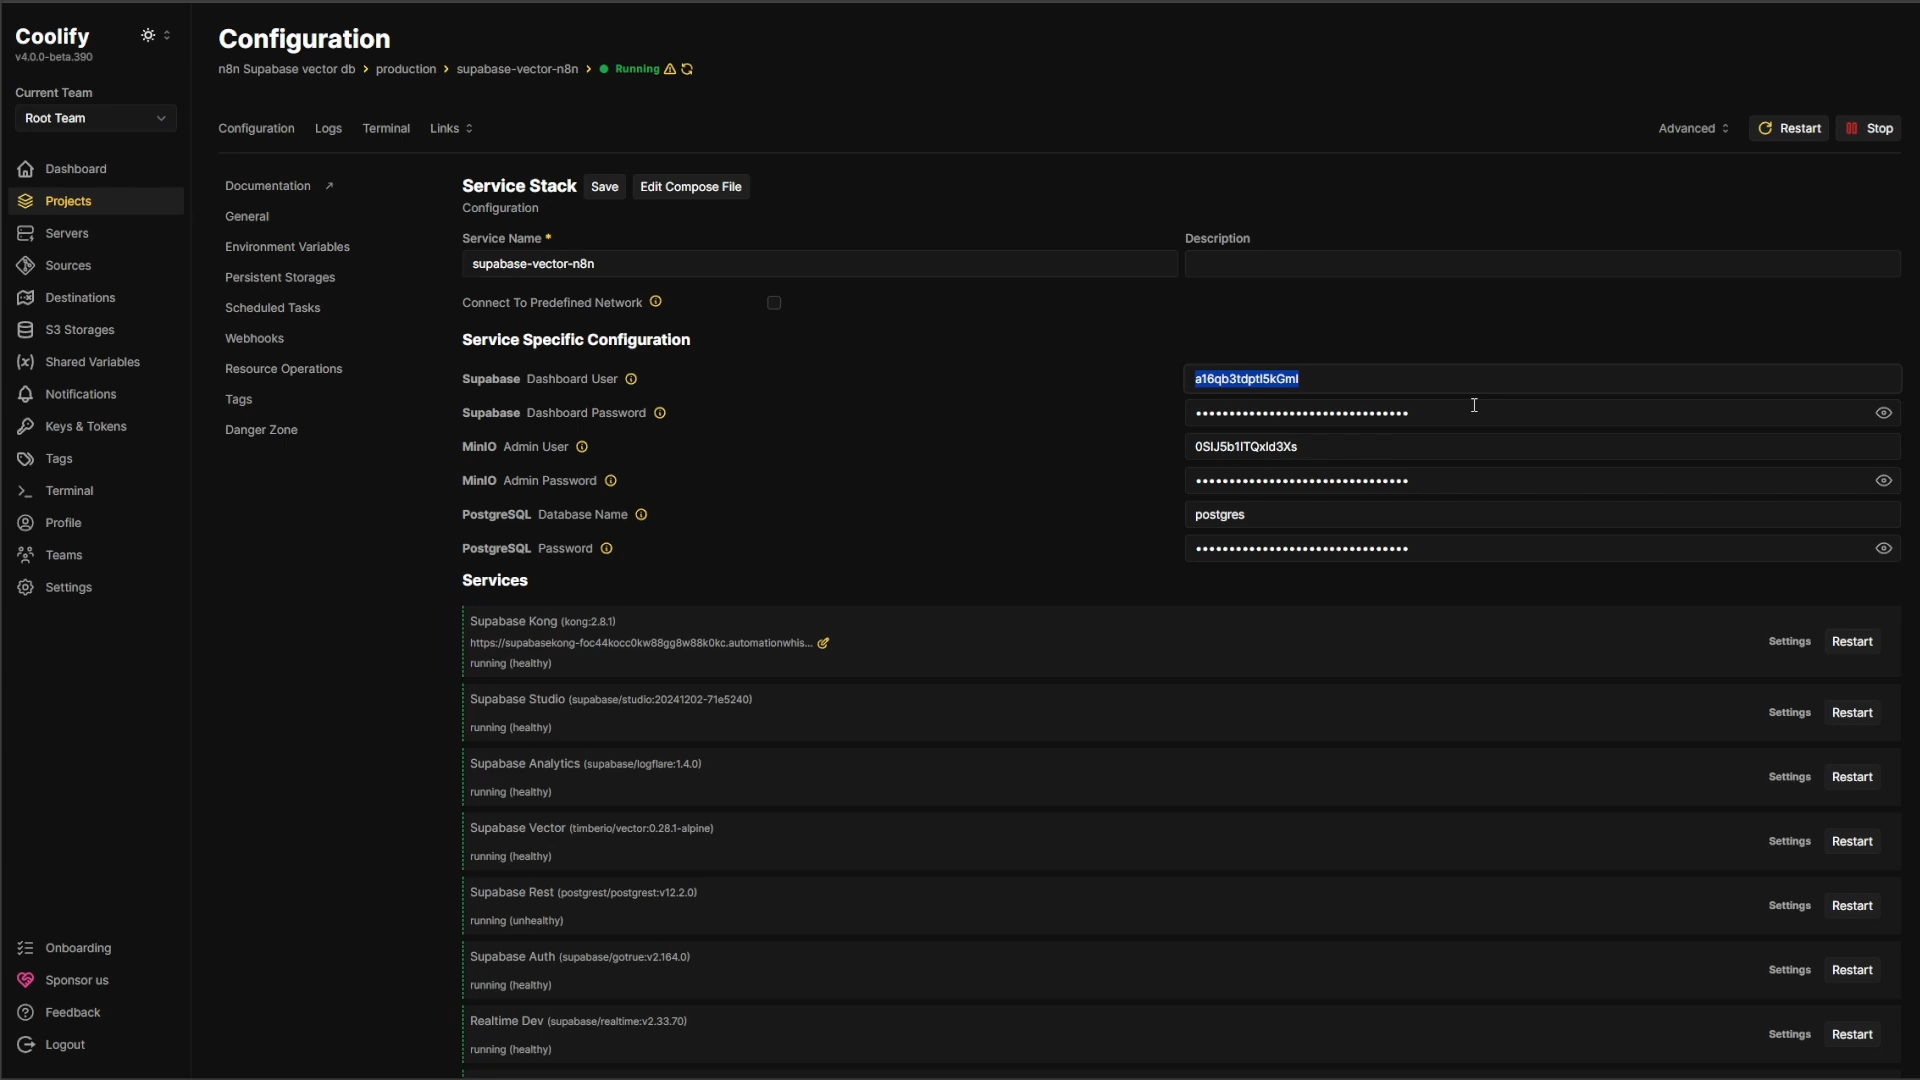 Coolify
v4.0.0-beta.390
Current Team
Root Team
Dashboard
Projects
Servers
Sources
Destinations
S3 Storages
Shared Variables
Notifications
Keys & Tokens
Tags
Terminal
Profile
Teams
Settings
Onboarding
Sponsor us
Feedback
Logout
Configuration
n8n Supabase vector db > production > supabase-vector-n8n > Running
Configuration Logs Terminal Links
Advanced Restart Stop
Documentation
General
Environment Variables
Persistent Storages
Scheduled Tasks
Webhooks
Resource Operations
Tags
Danger Zone
Service Stack Save Edit Compose File
Configuration
Service Name * Description
supabase-vector-n8n
Connect To Predefined Network
Service Specific Configuration
Supabase Dashboard User a16qb3tdptI5kGmI
Supabase Dashboard Password ••••••••••••••••••••••••••••••••
MinIO Admin User 0SIJ5b1ITQxId3Xs
MinIO Admin Password ••••••••••••••••••••••••••••••••
PostgreSQL Database Name postgres
PostgreSQL Password ••••••••••••••••••••••••••••••••
Services
Supabase Kong (kong:2.8.1)
https://supabasekong-foc44kocc0kw88gg8w88k0kc.automationwhis...
running (healthy)
Settings Restart
Supabase Studio (supabase/studio:20241202-71e5240)
running (healthy)
Settings Restart
Supabase Analytics (supabase/logflare:1.4.0)
running (healthy)
Settings Restart
Supabase Vector (timberio/vector:0.28.1-alpine)
running (healthy)
Settings Restart
Supabase Rest (postgrest/postgrest:v12.2.0)
running (unhealthy)
Settings Restart
Supabase Auth (supabase/gotrue:v2.164.0)
running (healthy)
Settings Restart
Realtime Dev (supabase/realtime:v2.33.70)
running (healthy)
Settings Restart